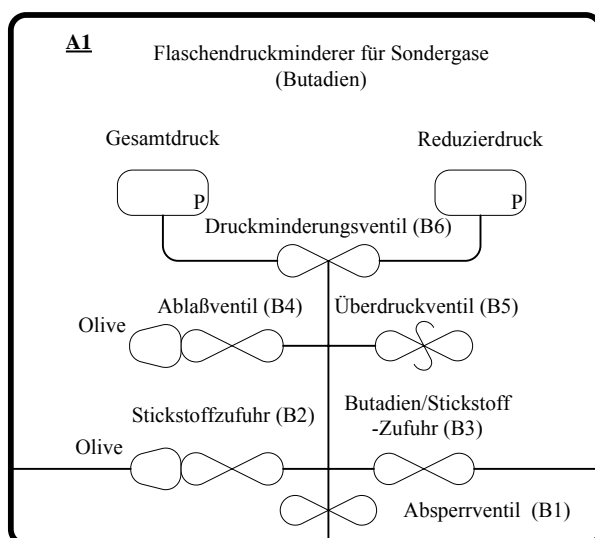 A1
Flaschendruckminderer für Sondergase
(Butadien)
Gesamtdruck
Reduzierdruck
P
P
Druckminderungsventil (B6)
Olive
Ablaßventil (B4)
Überdruckventil (B5)
Stickstoffzufuhr (B2)
Butadien/Stickstoff
-Zufuhr (B3)
Olive
Absperrventil (B1)